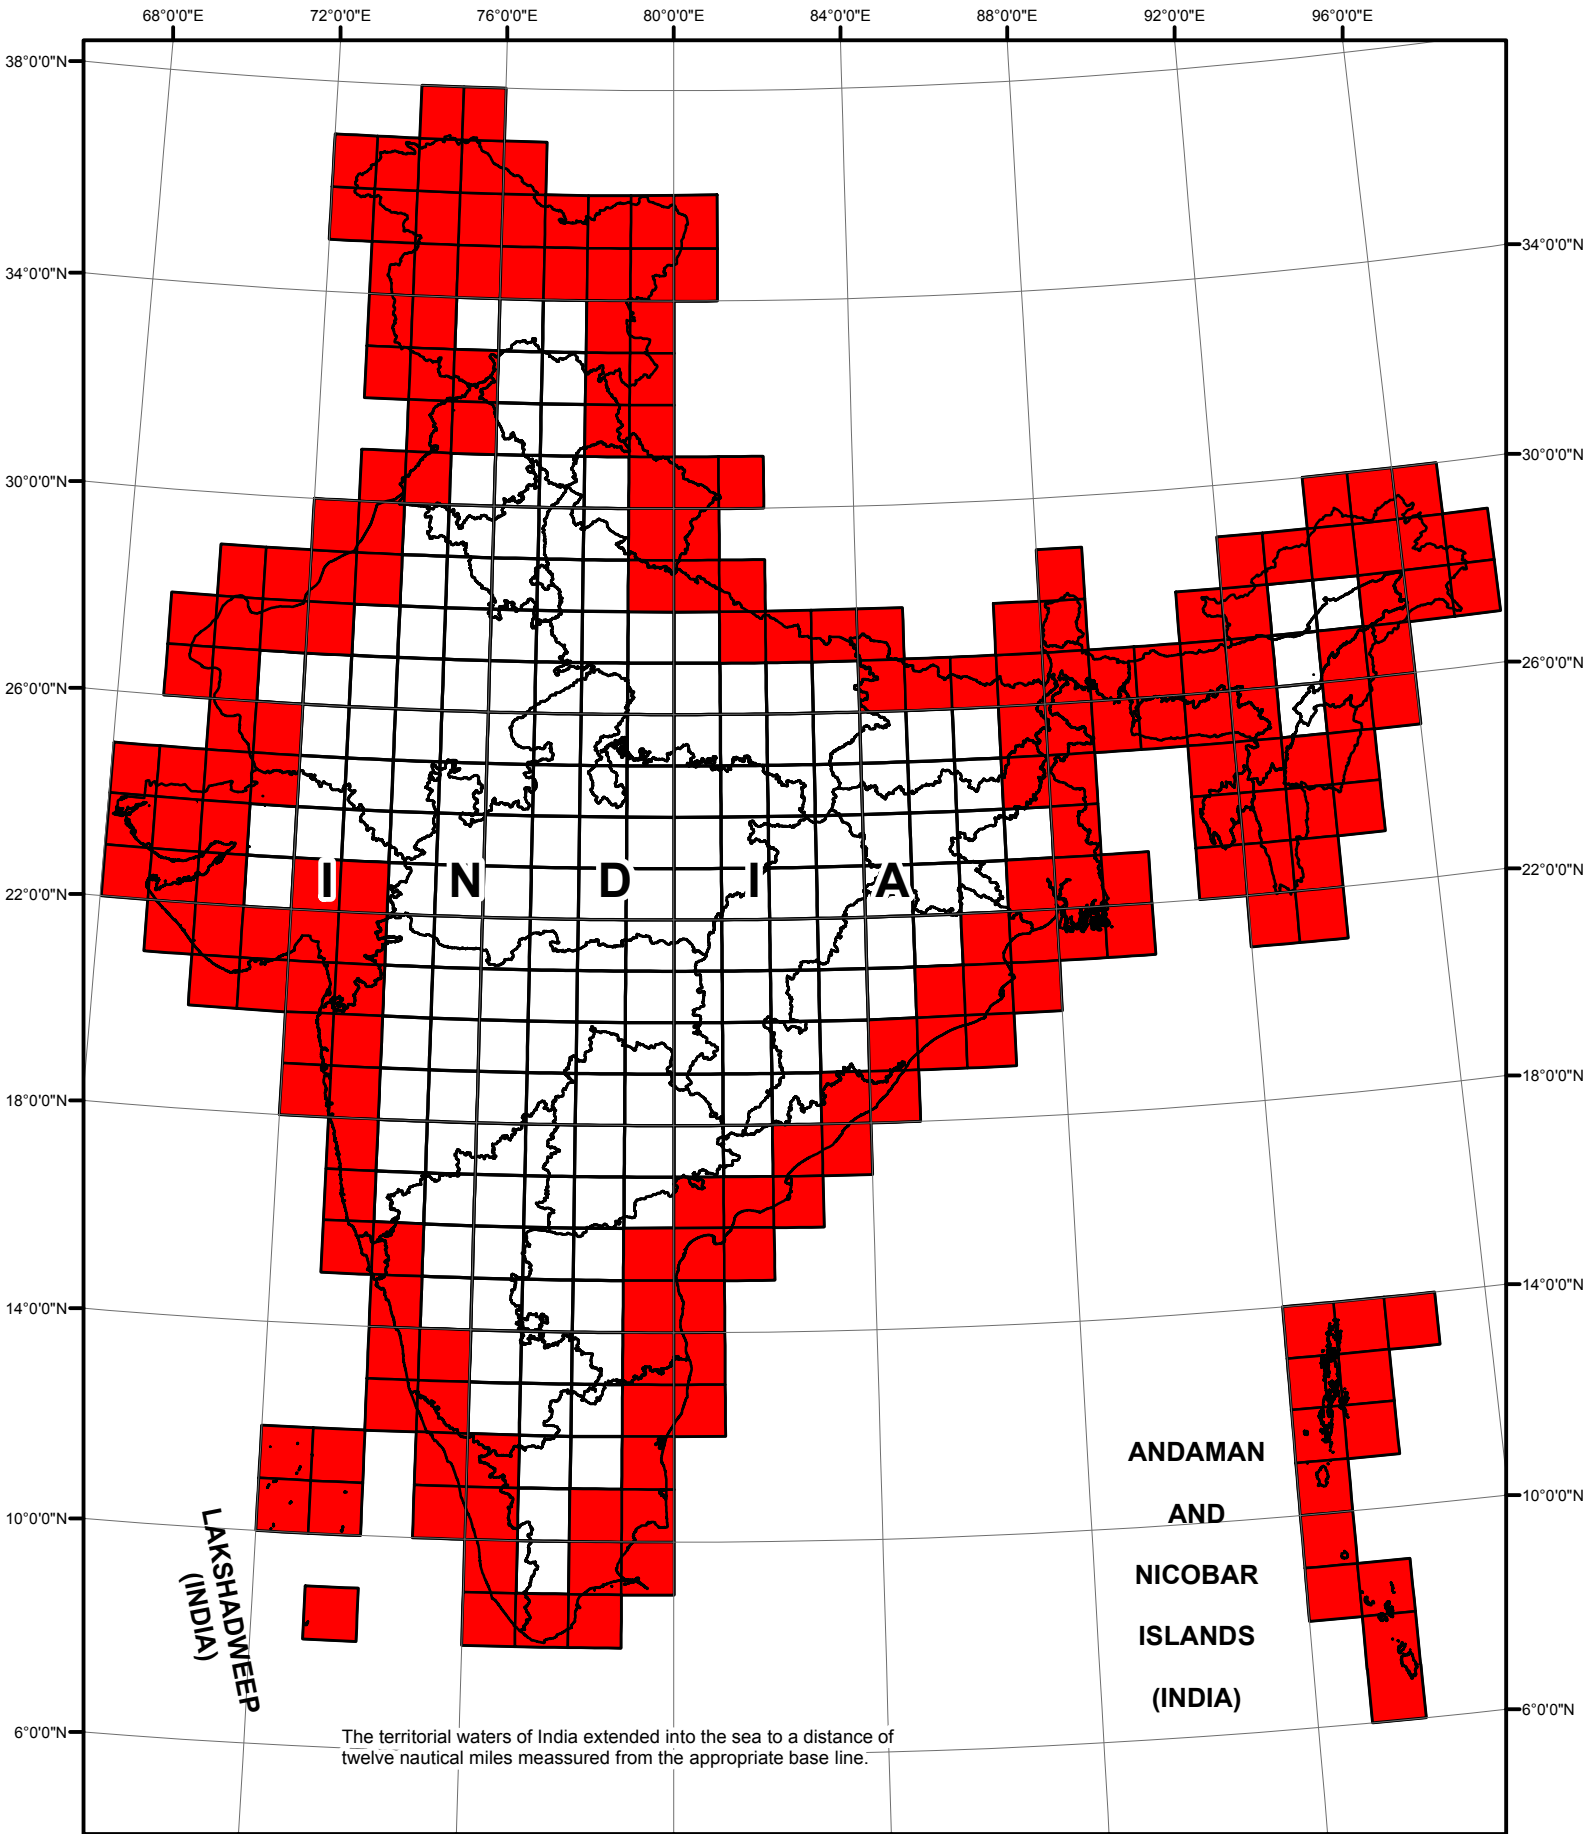 68°0'0"E 72°0'0"E 76°0'0"E 80°0'0"E 84°0'0"E 88°0'0"E 92°0'0"E 96°0'0"E
38°0'0"N
34°0'0"N
34°0'0"N
30°0'0"N
30°0'0"N
26°0'0"N
26°0'0"N
22°0'0"N
22°0'0"N
I N D I A
18°0'0"N
18°0'0"N
14°0'0"N
14°0'0"N
10°0'0"N
10°0'0"N
ANDAMAN
AND
NICOBAR
ISLANDS
(INDIA)
LAKSHADWEEP
(INDIA)
6°0'0"N
6°0'0"N
The territorial waters of India extended into the sea to a distance of
twelve nautical miles meassured from the appropriate base line.